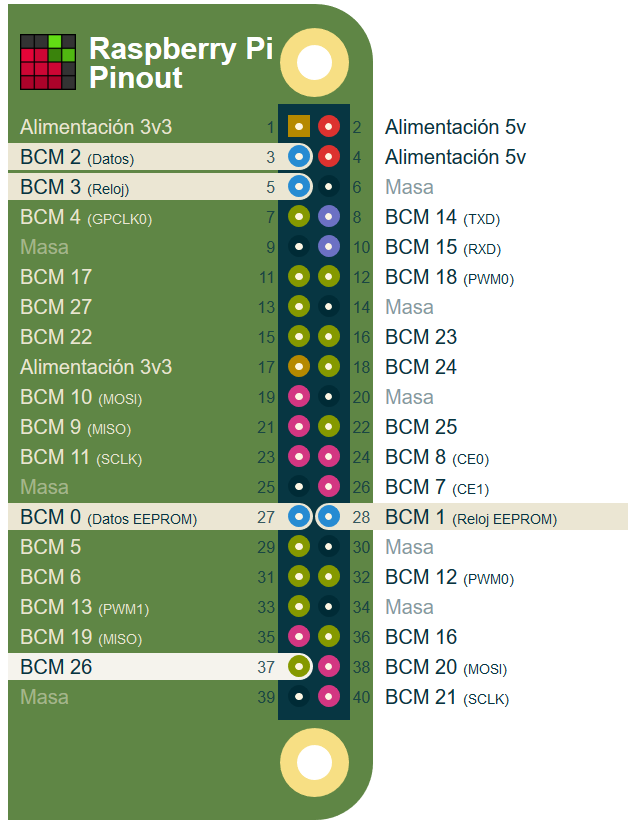 Raspberry Pi
Pinout
Alimentación 3v3 1 2 Alimentación 5v
BCM 2 (Datos) 3 4 Alimentación 5v
BCM 3 (Reloj) 5 6 Masa
BCM 4 (GPCLK0) 7 8 BCM 14 (TXD)
Masa 9 10 BCM 15 (RXD)
BCM 17 11 12 BCM 18 (PWM0)
BCM 27 13 14 Masa
BCM 22 15 16 BCM 23
Alimentación 3v3 17 18 BCM 24
BCM 10 (MOSI) 19 20 Masa
BCM 9 (MISO) 21 22 BCM 25
BCM 11 (SCLK) 23 24 BCM 8 (CE0)
Masa 25 26 BCM 7 (CE1)
BCM 0 (Datos EEPROM) 27 28 BCM 1 (Reloj EEPROM)
BCM 5 29 30 Masa
BCM 6 31 32 BCM 12 (PWM0)
BCM 13 (PWM1) 33 34 Masa
BCM 19 (MISO) 35 36 BCM 16
BCM 26 37 38 BCM 20 (MOSI)
Masa 39 40 BCM 21 (SCLK)